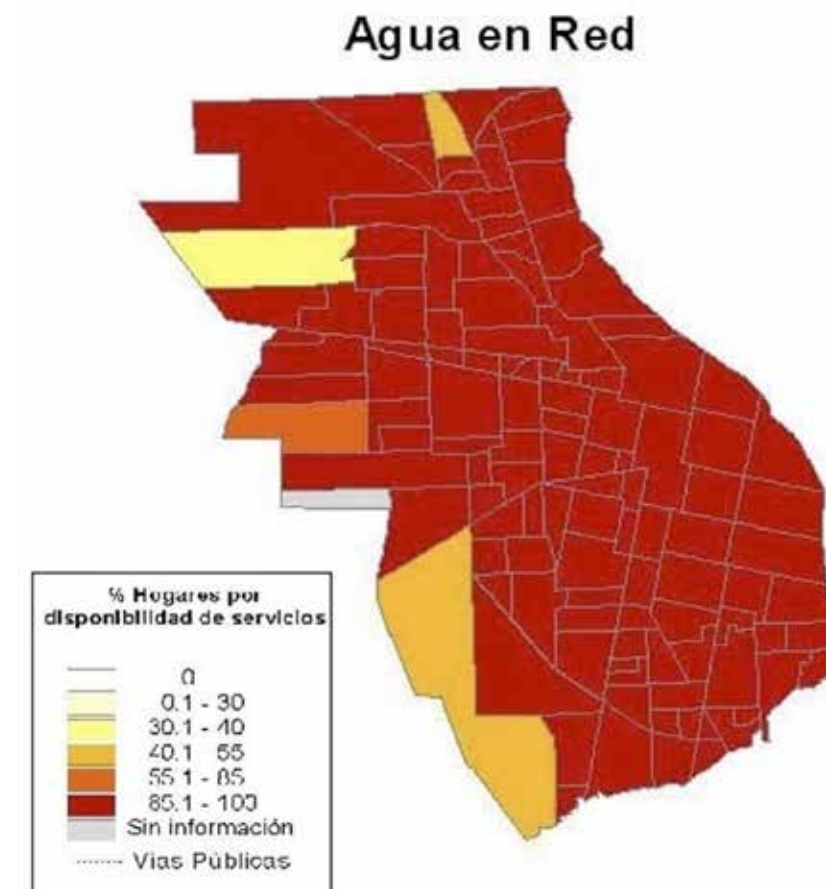 Agua en Red
% Hogares por
disponibilidad de servicios
0
0.1 - 30
30.1 - 40
40.1 - 55
55.1 - 85
85.1 - 100
Sin información
Vias Públicas